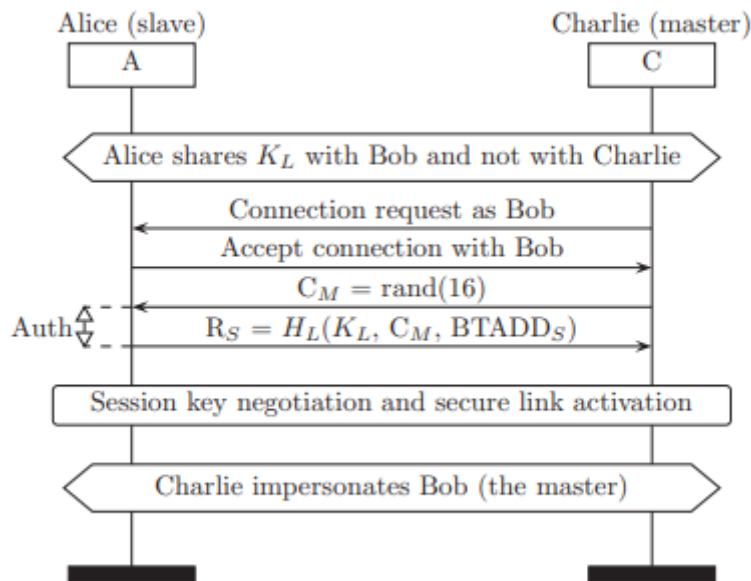 Alice (slave) Charlie (master)
A C
Alice shares K_L with Bob and not with Charlie
Connection request as Bob
Accept connection with Bob
C_M = rand(16)
Auth R_S = H_L(K_L, C_M, BTADD_S)
Session key negotiation and secure link activation
Charlie impersonates Bob (the master)